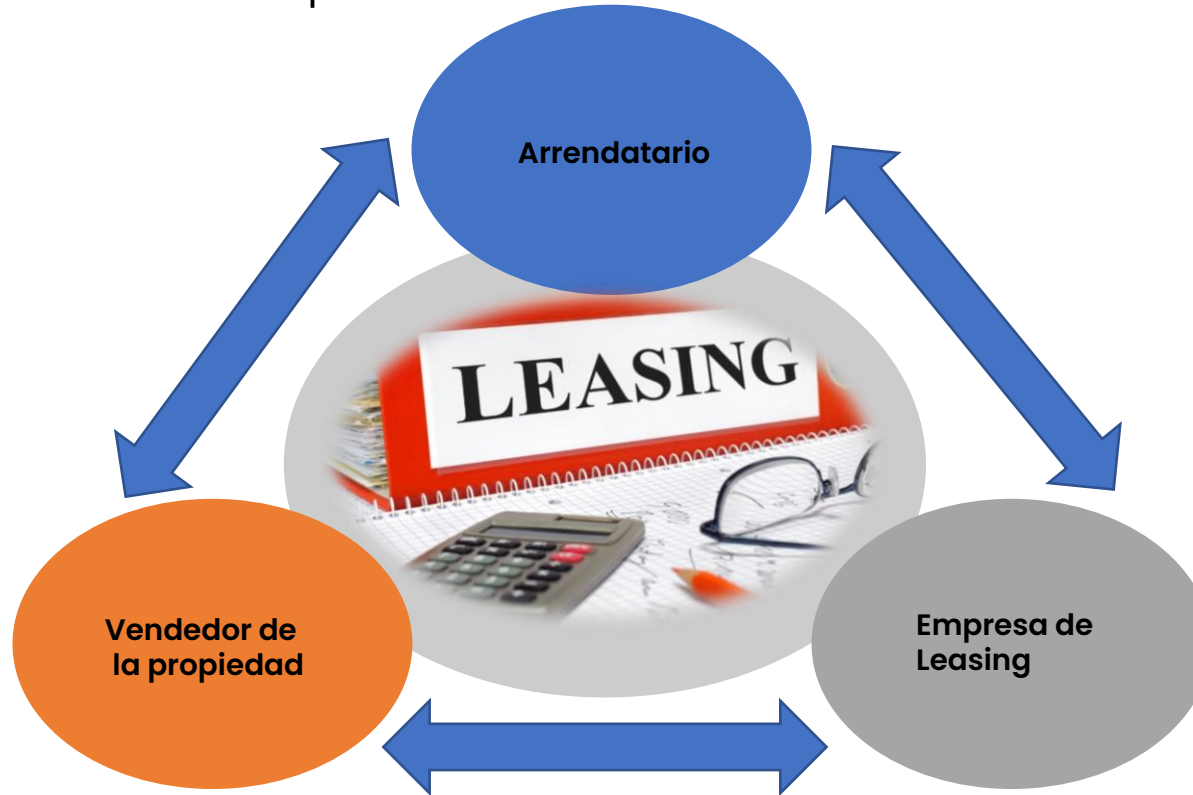 Arrendatario
LEASING
Vendedor de
la propiedad
Empresa de
Leasing